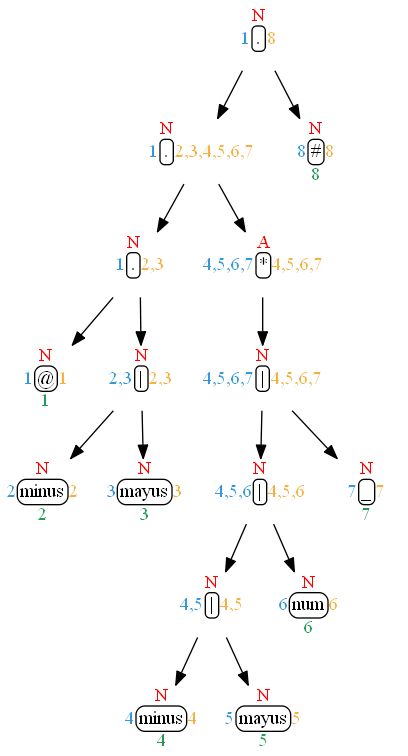 N
1 . 8
N N
1 . 2,3,4,5,6,7 8 # 8
8
N A
1 . 2,3 4,5,6,7 * 4,5,6,7
N N N
1 @ 1 2,3 | 2,3 4,5,6,7 | 4,5,6,7
1
N N N N
2 minus 2 3 mayus 3 4,5,6 | 4,5,6 7 _ 7
2 3 7
N N
4,5 | 4,5 6 num 6
6
N N
4 minus 4 5 mayus 5
4 5